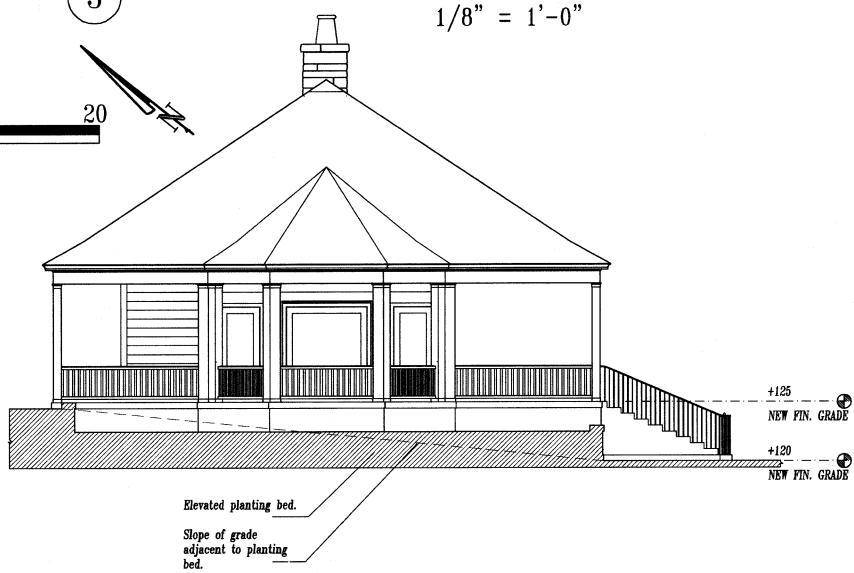 1/8" = 1'-0"
20
N
+125
NEW FIN. GRADE
+120
NEW FIN. GRADE
Elevated planting bed.
Slope of grade
adjacent to planting
bed.